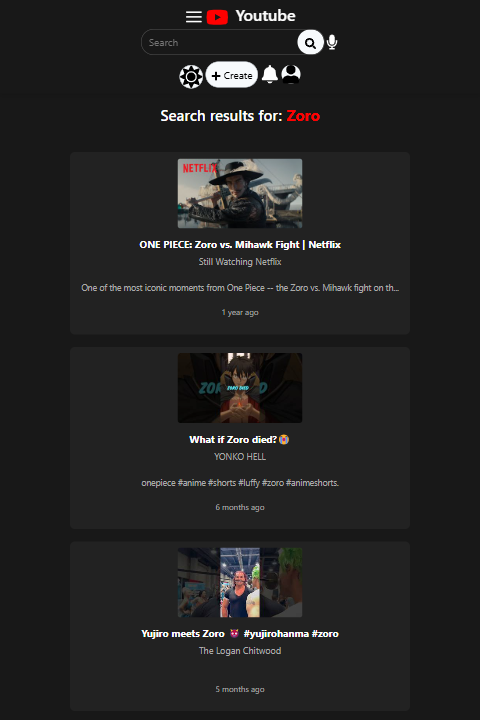 Youtube
Search
Create
Search results for: Zoro
NETFLIX
ONE PIECE: Zoro vs. Mihawk Fight | Netflix
Still Watching Netflix
One of the most iconic moments from One Piece -- the Zoro vs. Mihawk fight on th...
1 year ago
ZORO DIED
What if Zoro died?😭
YONKO HELL
onepiece #anime #shorts #luffy #zoro #animeshorts.
6 months ago
Yujiro meets Zoro 👿 #yujirohanma #zoro
The Logan Chitwood
5 months ago